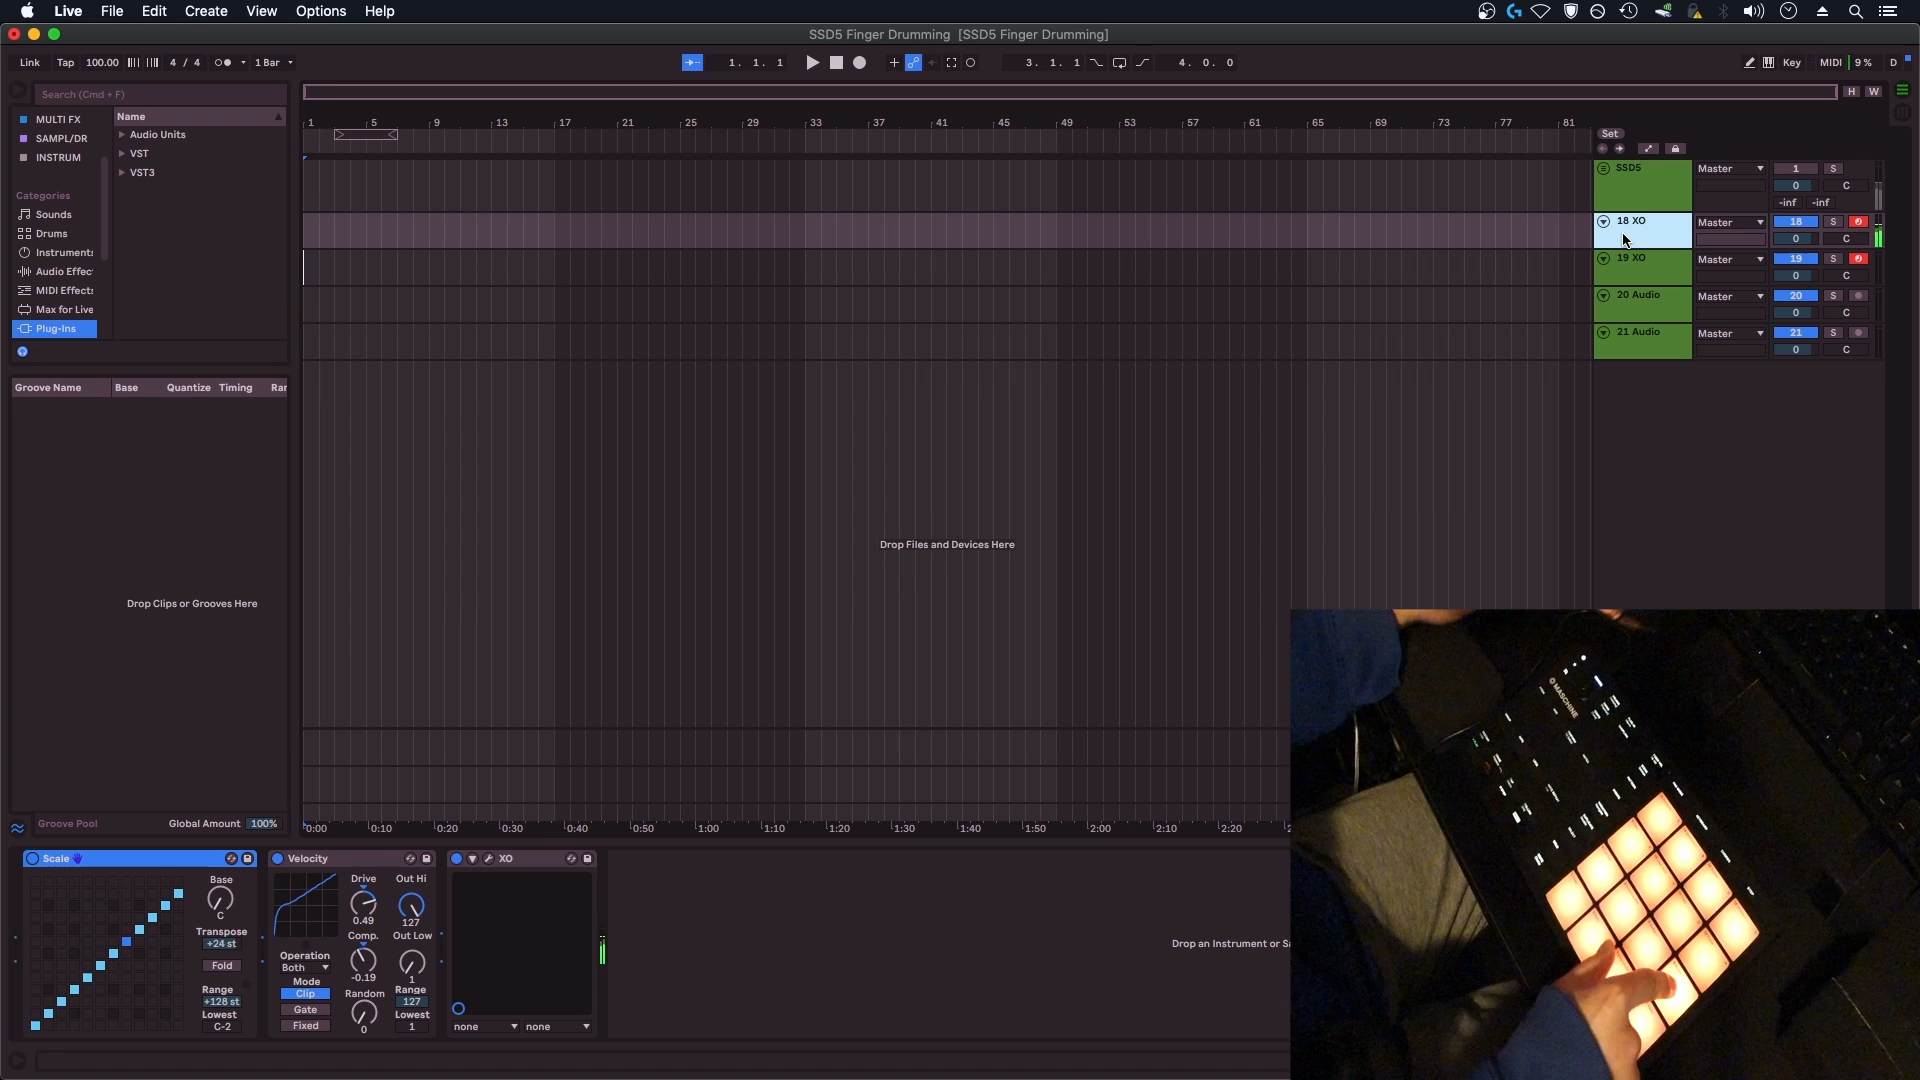 Live File Edit Create View Options Help
SSD5 Finger Drumming [SSD5 Finger Drumming]
Link Tap 100.00 4 / 4 1 Bar 1. 1. 1 3. 1. 1 4. 0. 0 Key MIDI 9 % D
Search (Cmd + F) H W
MULTI FX
SAMPL/DR
INSTRUM
Categories
Sounds
Drums
Instruments
Audio Effec
MIDI Effects
Max for Live
Plug-Ins
Name
Audio Units
VST
VST3
1 5 9 13 17 21 25 29 33 37 41 45 49 53 57 61 65 69 73 77 81
Set
SSD5 Master 1 S
0 C
-inf -inf
18 XO Master 18 S
0 C
19 XO Master 19 S
0 C
20 Audio Master 20 S
0 C
21 Audio Master 21 S
0 C
Groove Name Base Quantize Timing Rar
Drop Files and Devices Here
Drop Clips or Grooves Here
Groove Pool Global Amount 100%
0:00 0:10 0:20 0:30 0:40 0:50 1:00 1:10 1:20 1:30 1:40 1:50 2:00 2:10 2:20
Scale
Base
C
Transpose
+24 st
Fold
Range
+128 st
Lowest
C-2
Velocity
Drive Out Hi
0.49 127
Comp. Out Low
-0.19 1
Operation
Both
Mode
Clip
Gate
Fixed
Random
0
Range
127
Lowest
1
XO
none none
Drop an Instrument or Sa
MASCHINE